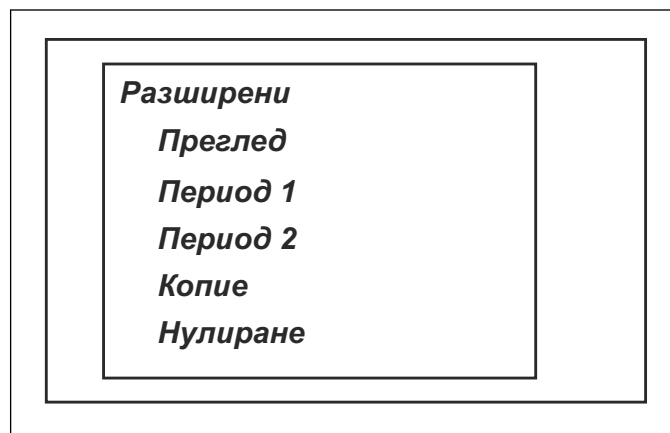 Разширени
Преглед
Период 1
Период 2
Копие
Нулиране